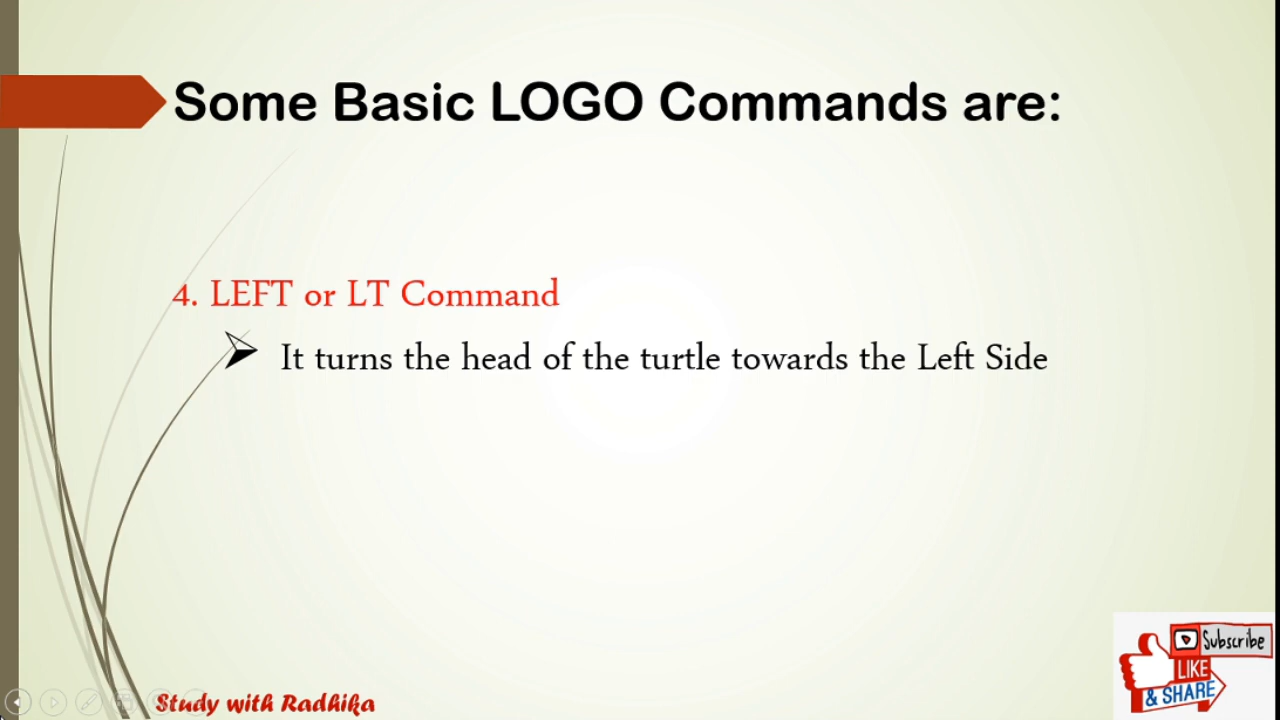 Some Basic LOGO Commands are:
4. LEFT or LT Command
It turns the head of the turtle towards the Left Side
Study with Radhika
Subscribe
LIKE
& SHARE